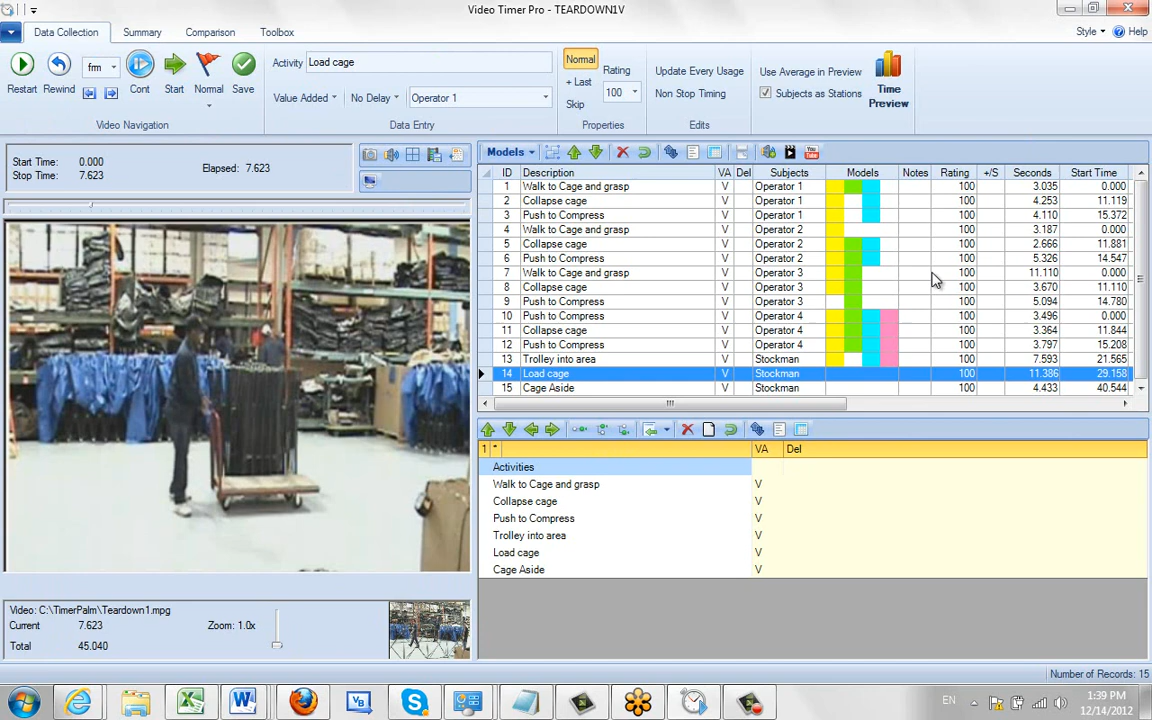 Video Timer Pro - TEARDOWN1V
Data Collection Summary Comparison Toolbox Style Help
Restart Rewind frm Cont Start Normal Save
Video Navigation
Activity Load cage
Value Added No Delay Operator 1
Data Entry
Normal
+ Last
Skip
Rating
100
Properties
Update Every Usage
Non Stop Timing
Edits
Use Average in Preview
Subjects as Stations
Time
Preview
Start Time: 0.000
Stop Time: 7.623
Elapsed: 7.623
Models
You
Tube
ID Description VA Del Subjects Models Notes Rating +/S Seconds Start Time
1 Walk to Cage and grasp V Operator 1 100 3.035 0.000
2 Collapse cage V Operator 1 100 4.253 11.119
3 Push to Compress V Operator 1 100 4.110 15.372
4 Walk to Cage and grasp V Operator 2 100 3.187 0.000
5 Collapse cage V Operator 2 100 2.666 11.881
6 Push to Compress V Operator 2 100 5.326 14.547
7 Walk to Cage and grasp V Operator 3 100 11.110 0.000
8 Collapse cage V Operator 3 100 3.670 11.110
9 Push to Compress V Operator 3 100 5.094 14.780
10 Push to Compress V Operator 4 100 3.496 0.000
11 Collapse cage V Operator 4 100 3.364 11.844
12 Push to Compress V Operator 4 100 3.797 15.208
13 Trolley into area V Stockman 100 7.593 21.565
14 Load cage V Stockman 100 11.386 29.158
15 Cage Aside V Stockman 100 4.433 40.544
1 * VA Del
Activities
Walk to Cage and grasp V
Collapse cage V
Push to Compress V
Trolley into area V
Load cage V
Cage Aside V
Video: C:\TimerPalm\Teardown1.mpg
Current 7.623 Zoom: 1.0x
Total 45.040
Number of Records: 15
EN
1:39 PM
12/14/2012